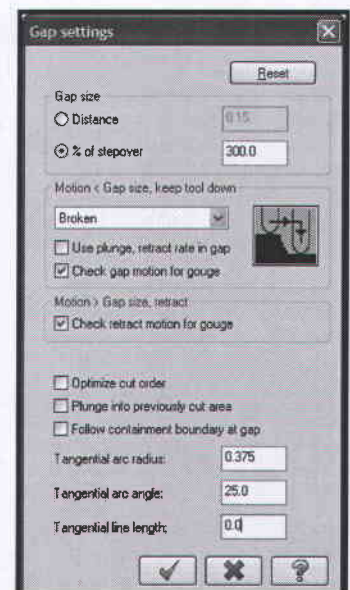 Gap settings
Reset
Gap size
Distance 0.15
% of stepover 300.0
Motion < Gap size, keep tool down
Broken
Use plunge, retract rate in gap
Check gap motion for gouge
Motion > Gap size, retract
Check retract motion for gouge
Optimize cut order
Plunge into previously cut area
Follow containment boundary at gap
Tangential arc radius: 0.375
Tangential arc angle: 25.0
Tangential line length: 0.0